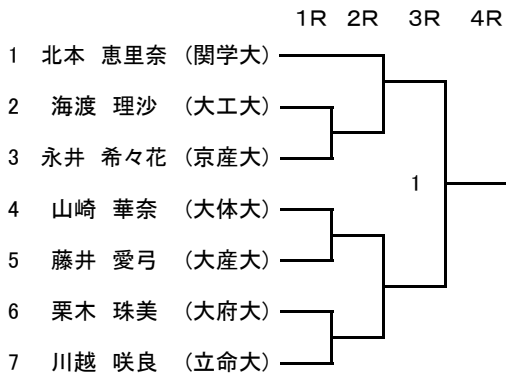 1R 2R 3R 4R
1 北本 恵里奈 (関学大)
2 海渡 理沙 (大工大)
3 永井 希々花 (京産大)
1
4 山崎 華奈 (大体大)
5 藤井 愛弓 (大産大)
6 栗木 珠美 (大府大)
7 川越 咲良 (立命大)